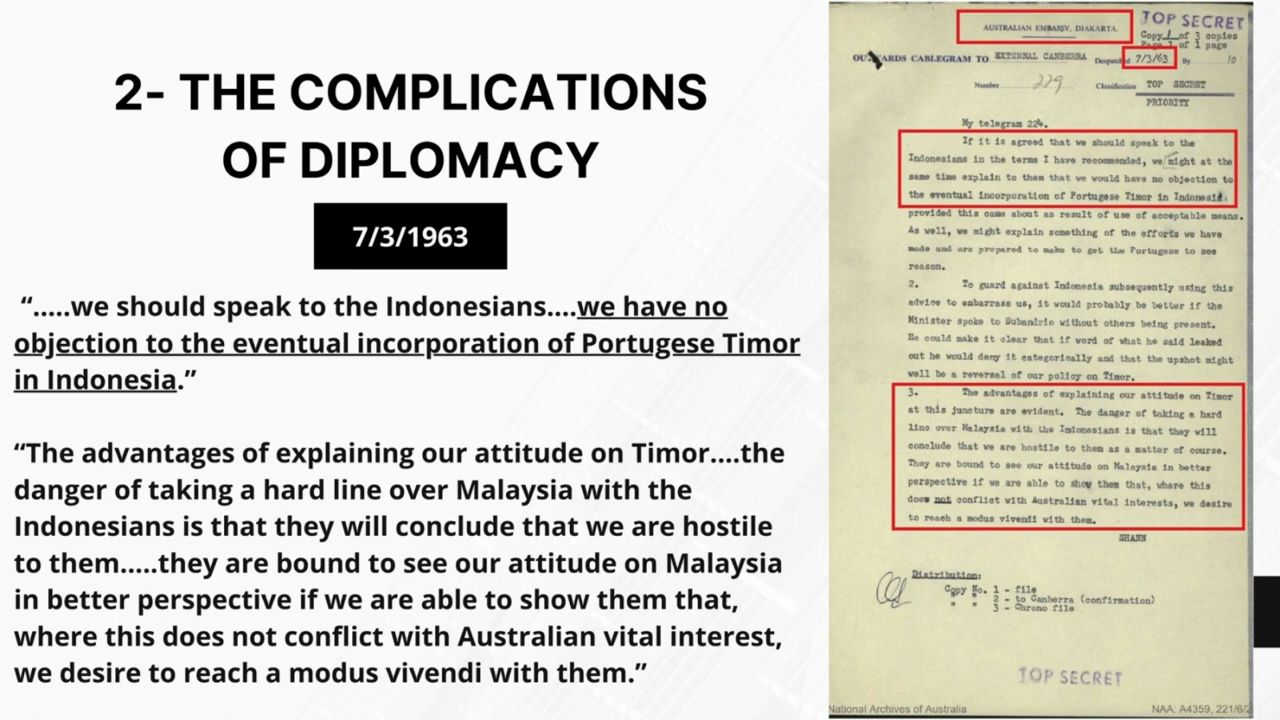 2- THE COMPLICATIONS
OF DIPLOMACY
7/3/1963
“.....we should speak to the Indonesians....we have no
objection to the eventual incorporation of Portugese Timor
in Indonesia.”
“The advantages of explaining our attitude on Timor....the
danger of taking a hard line over Malaysia with the
Indonesians is that they will conclude that we are hostile
to them.....they are bound to see our attitude on Malaysia
in better perspective if we are able to show them that,
where this does not conflict with Australian vital interest,
we desire to reach a modus vivendi with them.”
TOP SECRET
AUSTRALIAN EMBASSY, DJAKARTA.
Copy 1 of 3 copies
Page 1 of 1 page
OUTWARDS CABLEGRAM TO EXTERNAL CANBERRA Despatched 7/3/63 By 10
Number 229 Classification TOP SECRET
PRIORITY
My telegram 224.
If it is agreed that we should speak to the
Indonesians in the terms I have recommended, we might at the
same time explain to them that we would have no objection to
the eventual incorporation of Portugese Timor in Indonesia
provided this came about as result of use of acceptable means.
As well, we might explain something of the efforts we have
made and are prepared to make to get the Portugese to see
reason.
2. To guard against Indonesia subsequently using this
advice to embarrass us, it would probably be better if the
Minister spoke to Subandrio without others being present.
He could make it clear that if word of what he said leaked
out he would deny it categorically and that the upshot might
well be a reversal of our policy on Timor.
3. The advantages of explaining our attitude on Timor
at this juncture are evident. The danger of taking a hard
line over Malaysia with the Indonesians is that they will
conclude that we are hostile to them as a matter of course.
They are bound to see our attitude on Malaysia in better
perspective if we are able to show them that, where this
does not conflict with Australian vital interests, we desire
to reach a modus vivendi with them.
SHANN
Distribution:
Copy No. 1 - file
" " 2 - to Canberra (confirmation)
" " 3 - Chrono file
TOP SECRET
National Archives of Australia
NAA: A4359, 221/6/2